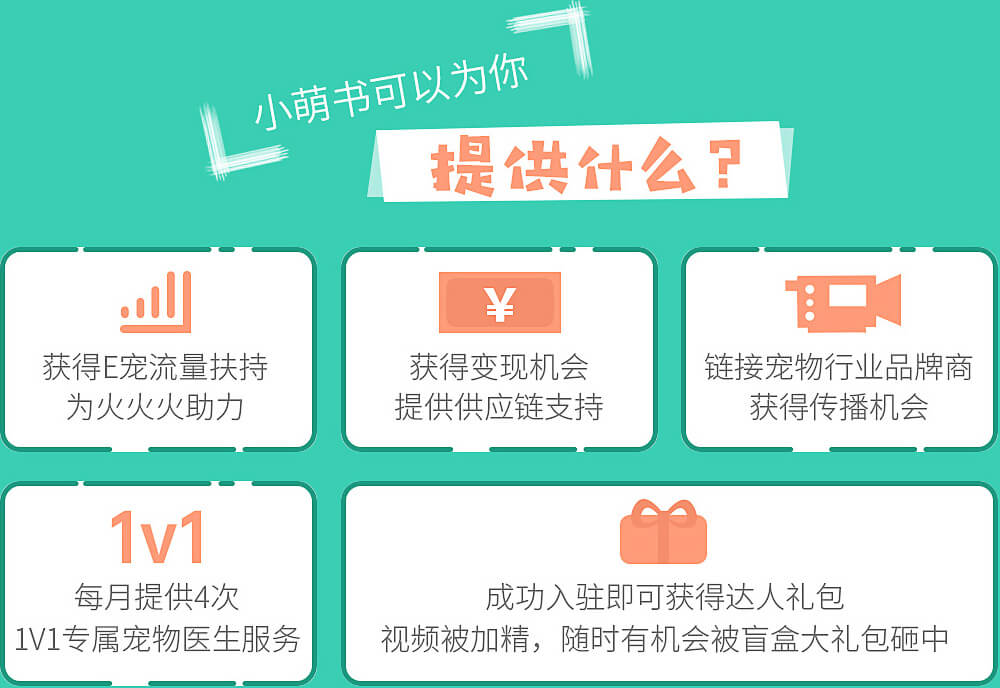 小萌书可以为你
提供什么?
获得E宠流量扶持
为火火火助力
¥
获得变现机会
提供供应链支持
链接宠物行业品牌商
获得传播机会
1v1
每月提供4次
1V1专属宠物医生服务
成功入驻即可获得达人礼包
视频被加精，随时有机会被盲盒大礼包砸中